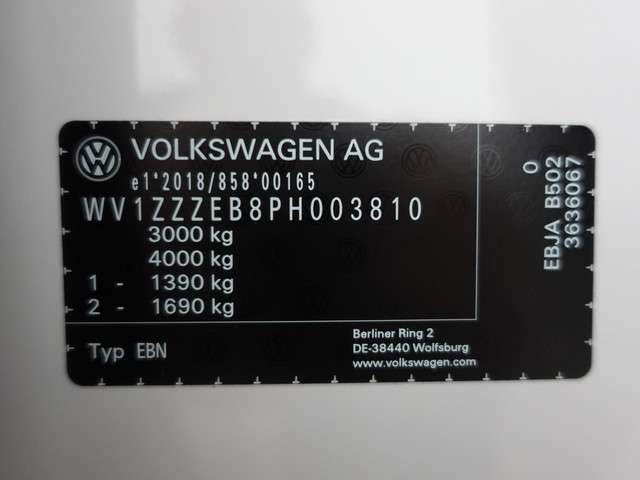 VOLKSWAGEN AG
e1*2018/858*00165
WV1ZZZEB8PH003810
3000 kg
4000 kg
1 - 1390 kg
2 - 1690 kg
Typ EBN
Berliner Ring 2
DE-38440 Wolfsburg
www.volkswagen.com
0
EBJA B502
3636067